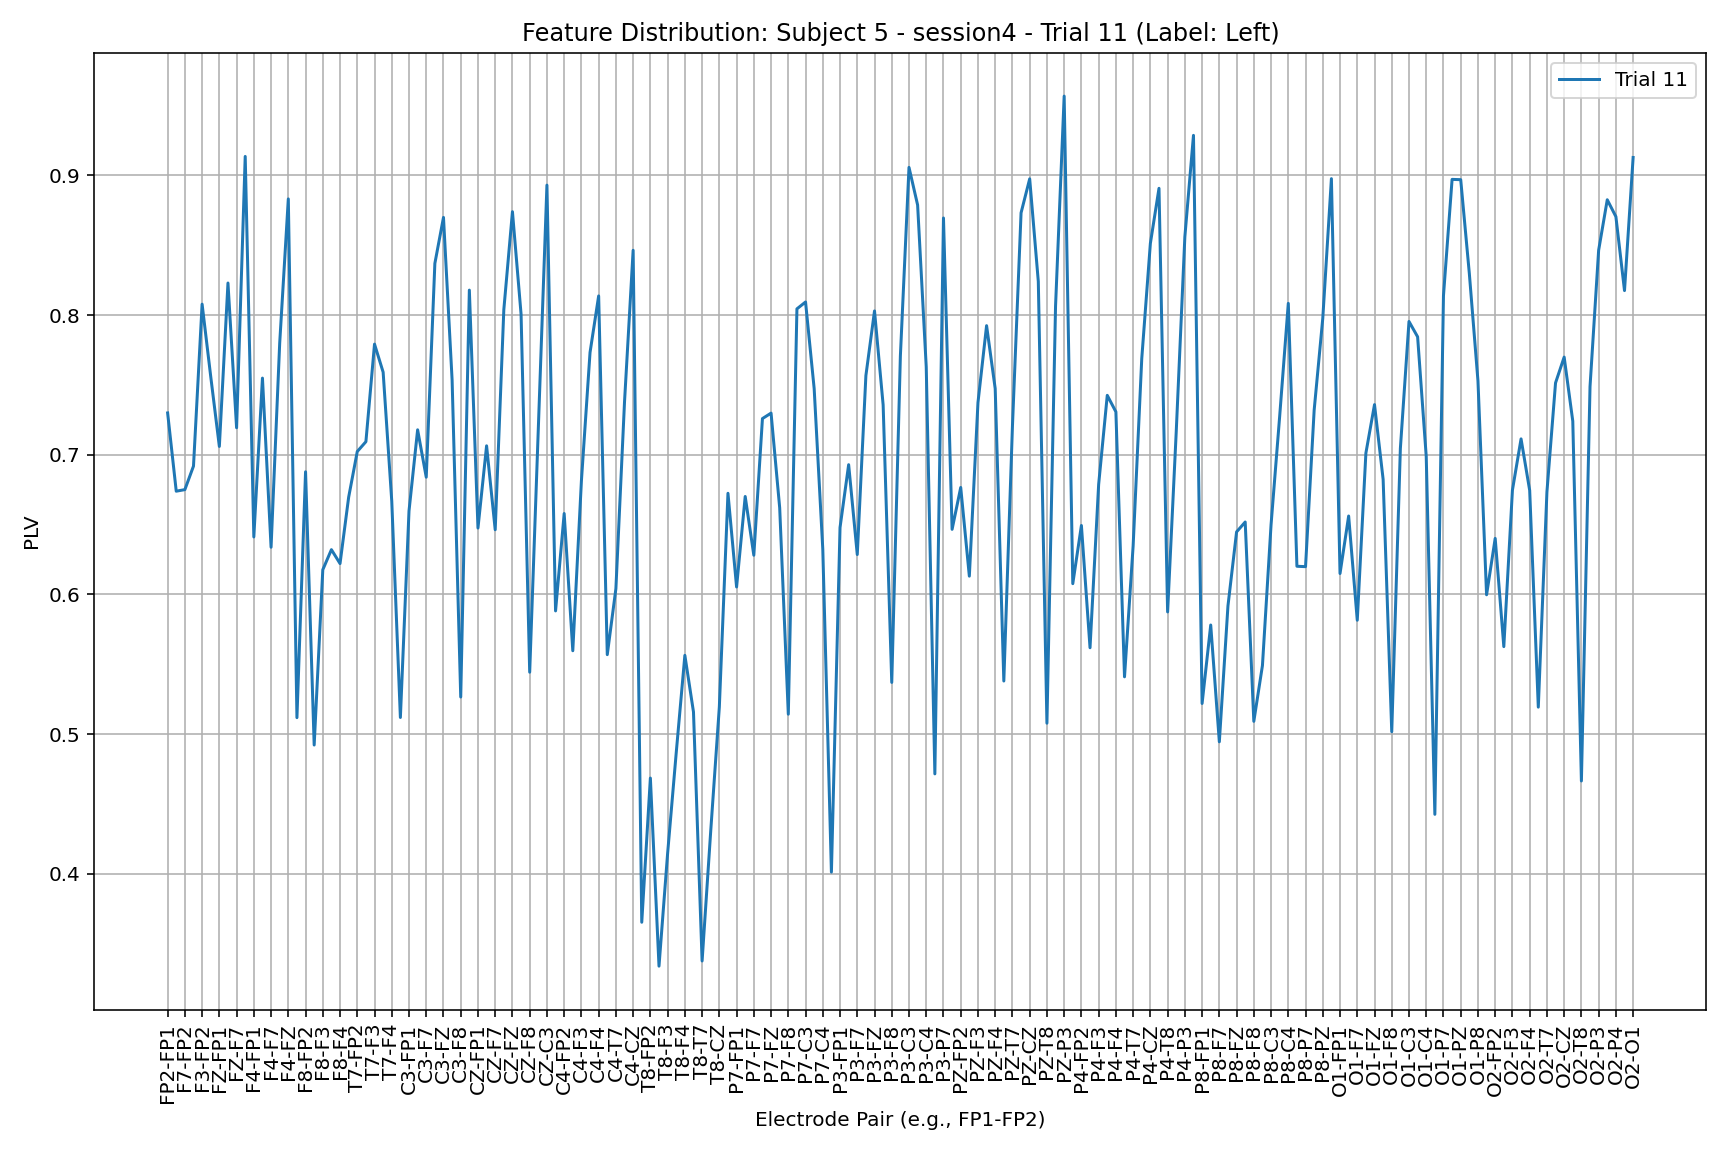 Feature Distribution: Subject 5 - session4 - Trial 11 (Label: Left)
Trial 11
PLV
0.9
0.8
0.7
0.6
0.5
0.4
FP2-FP1
F7-FP2
F3-FP2
FZ-FP1
FZ-F7
F4-FP1
F4-F7
F4-FZ
F8-FP2
F8-F3
F8-F4
T7-FP2
T7-F3
T7-F4
C3-FP1
C3-F7
C3-FZ
C3-F8
CZ-FP1
CZ-F7
CZ-FZ
CZ-F8
CZ-C3
C4-FP2
C4-F3
C4-F4
C4-T7
C4-CZ
T8-FP2
T8-F3
T8-F4
T8-T7
T8-CZ
P7-FP1
P7-F7
P7-FZ
P7-F8
P7-C3
P7-C4
P3-FP1
P3-F7
P3-FZ
P3-F8
P3-C3
P3-C4
P3-P7
PZ-FP2
PZ-F3
PZ-F4
PZ-T7
PZ-CZ
PZ-T8
PZ-P3
P4-FP2
P4-F3
P4-F4
P4-T7
P4-CZ
P4-T8
P4-P3
P8-FP1
P8-F7
P8-FZ
P8-F8
P8-C3
P8-C4
P8-P7
P8-PZ
O1-FP1
O1-F7
O1-FZ
O1-F8
O1-C3
O1-C4
O1-P7
O1-PZ
O1-P8
O2-FP2
O2-F3
O2-F4
O2-T7
O2-CZ
O2-T8
O2-P3
O2-P4
O2-O1
Electrode Pair (e.g., FP1-FP2)